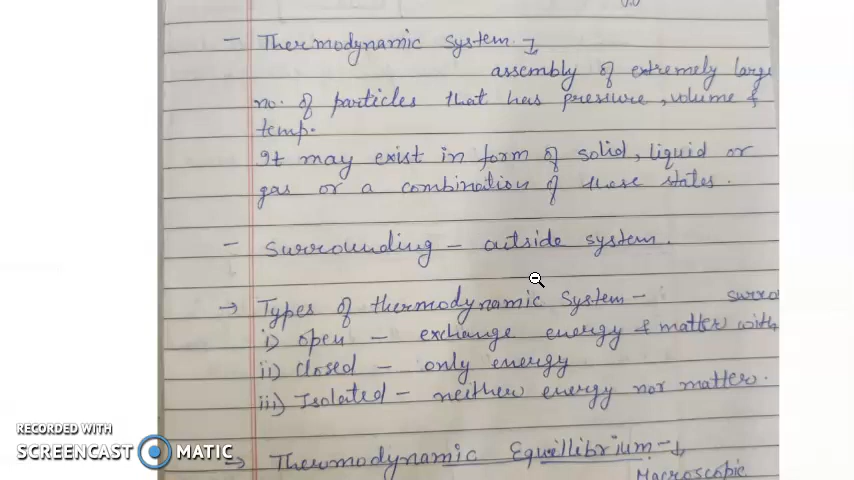 - Thermodynamic System ↴
assembly of extremely large
no. of particles that has pressure, volume &
temp.
It may exist in form of solid, liquid or
gas or a combination of these states.
- Surrounding - outside system.
→ Types of thermodynamic System - surro
i) open - exchange energy & matter with
ii) closed - only energy
iii) Isolated - neither energy nor matter.
→ Thermodynamic Equillibrium - ↓
Macroscopic
RECORDED WITH
SCREENCAST MATIC